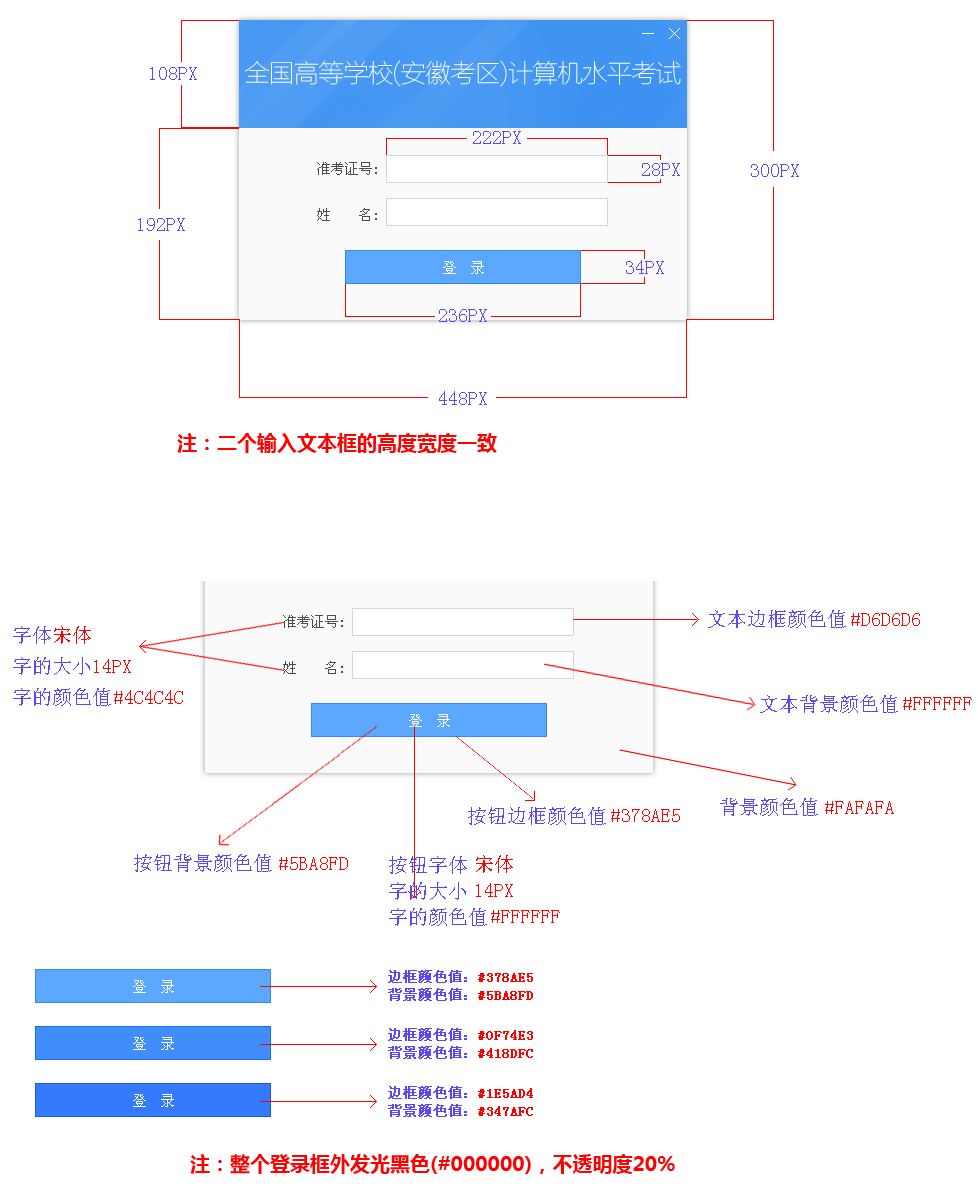 108PX
全国高等学校(安徽考区)计算机水平考试
222PX
准考证号:
28PX
300PX
192PX
姓　　名:
登　录
34PX
236PX
448PX
注：二个输入文本框的高度宽度一致
字体宋体
字的大小14PX
字的颜色值#4C4C4C
准考证号:
姓　　名:
登　录
文本边框颜色值 #D6D6D6
文本背景颜色值 #FFFFFF
背景颜色值 #FAFAFA
按钮边框颜色值 #378AE5
按钮背景颜色值 #5BA8FD
按钮字体 宋体
字的大小 14PX
字的颜色值 #FFFFFF
登　录
边框颜色值：#378AE5
背景颜色值：#5BA8FD
登　录
边框颜色值：#0F74E3
背景颜色值：#418DFC
登　录
边框颜色值：#1E5AD4
背景颜色值：#347AFC
注：整个登录框外发光黑色(#000000)，不透明度20%